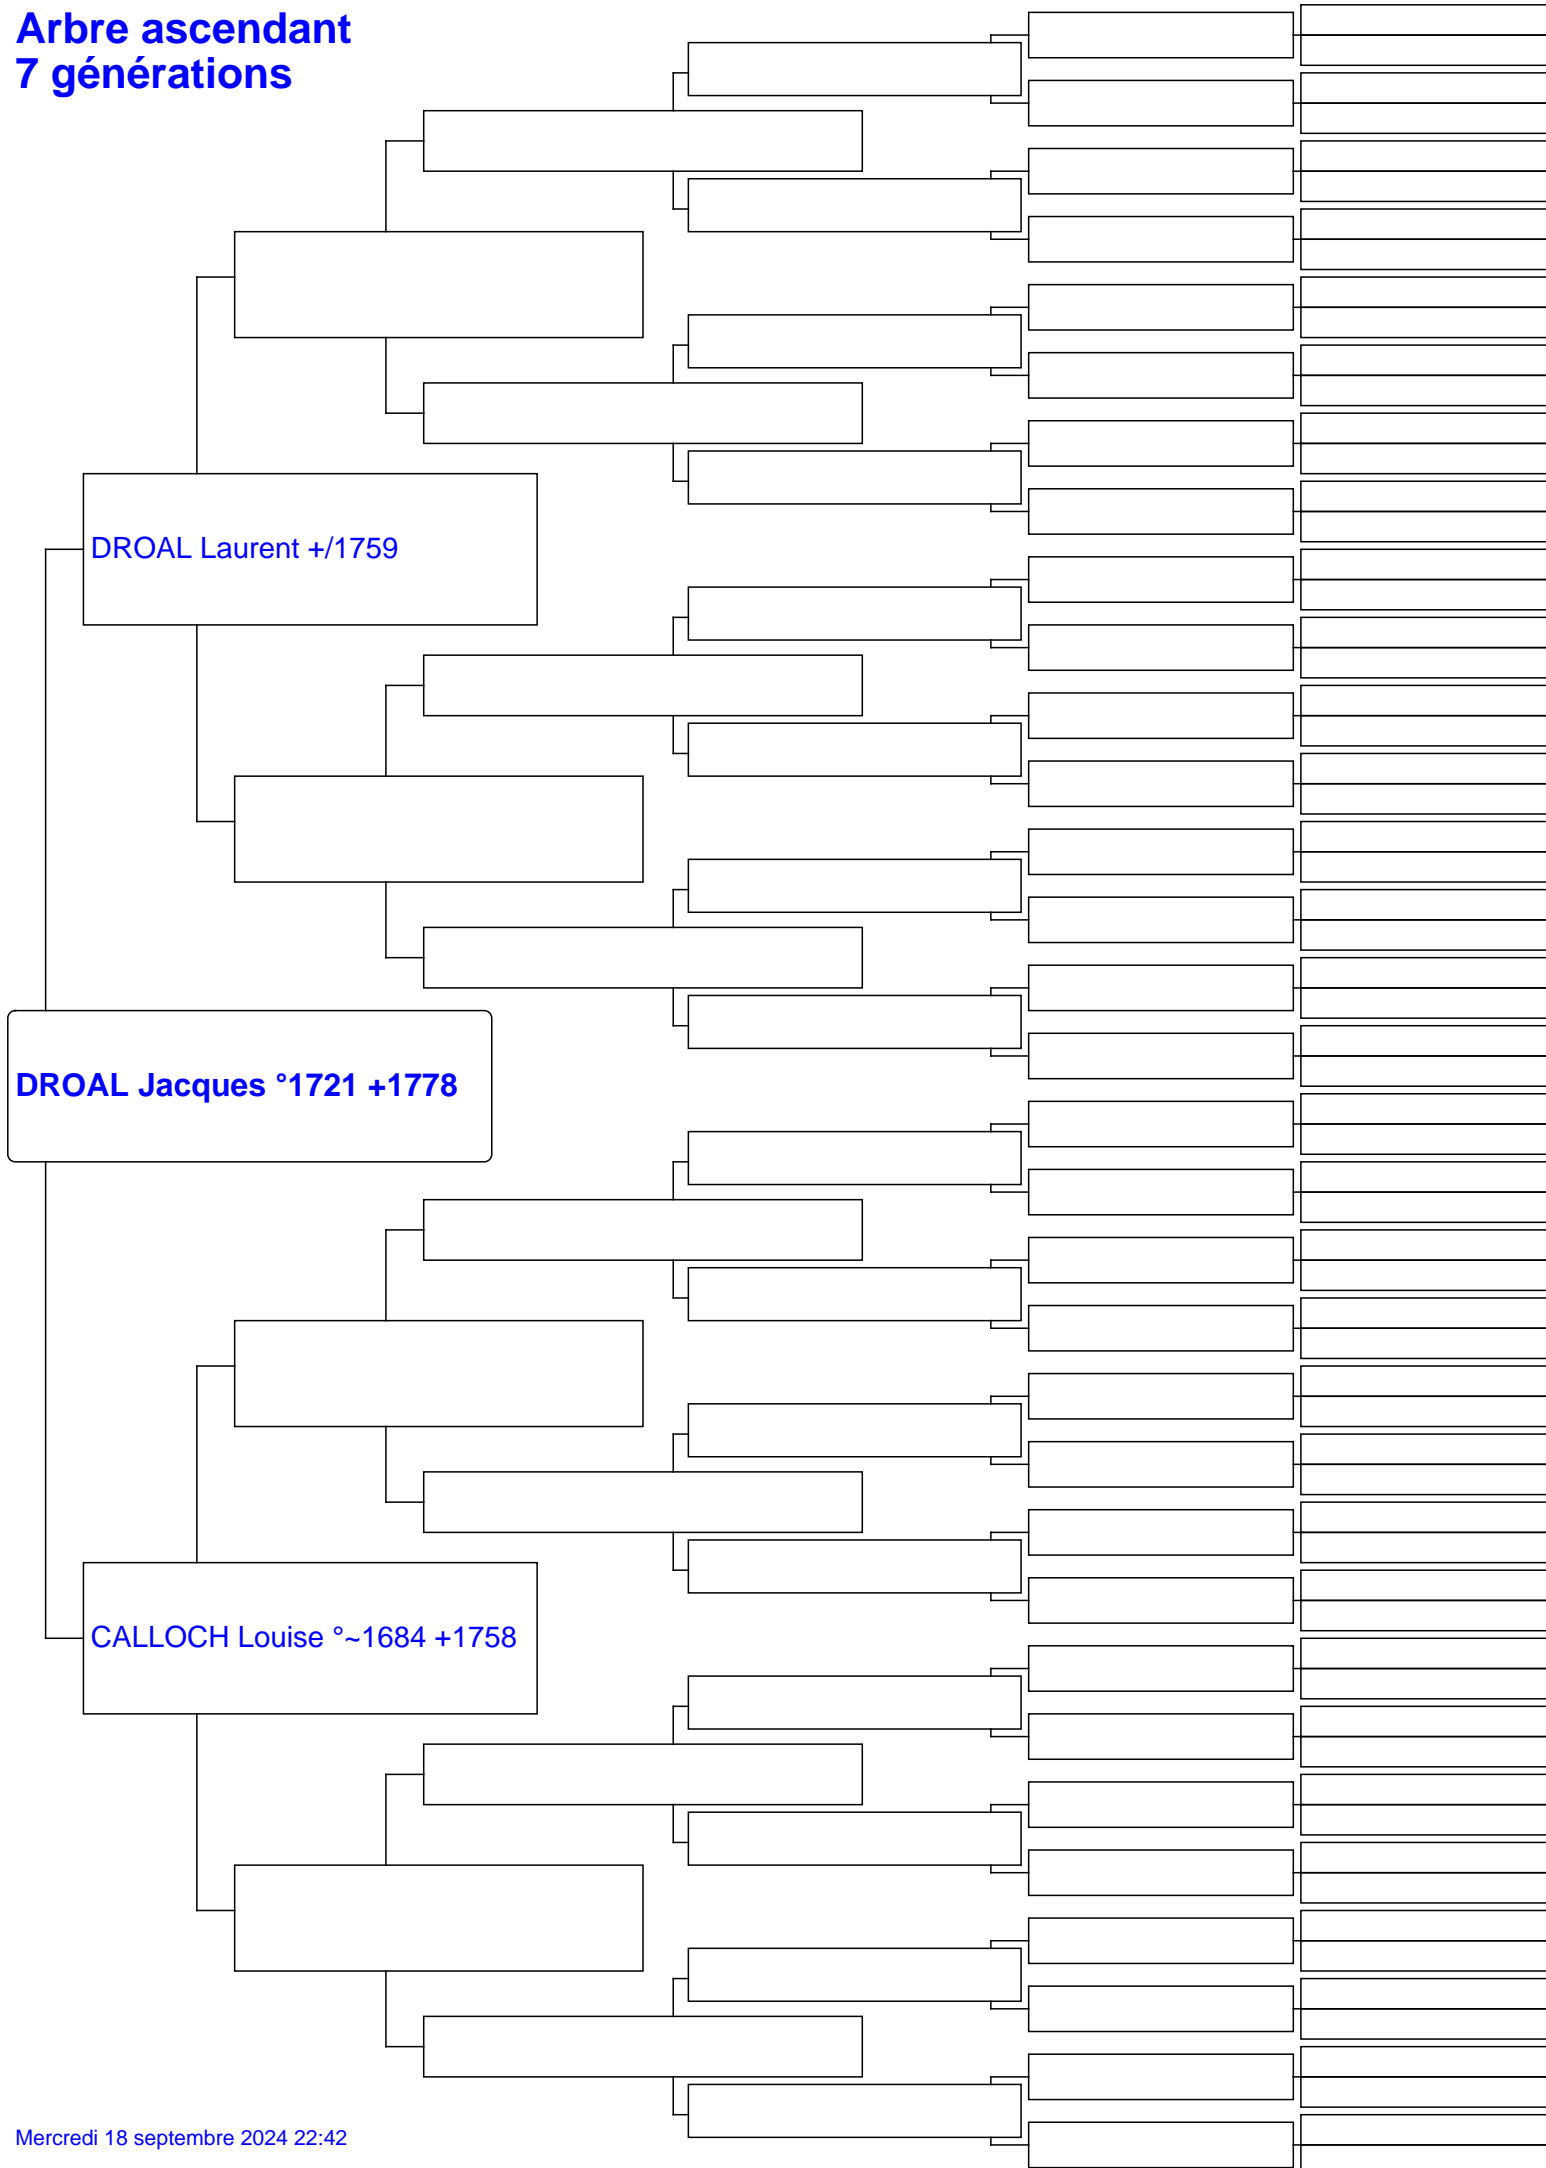 Arbre ascendant
7 générations
DROAL Laurent +/1759
DROAL Jacques °1721 +1778
CALLOCH Louise °~1684 +1758
Mercredi 18 septembre 2024 22:42